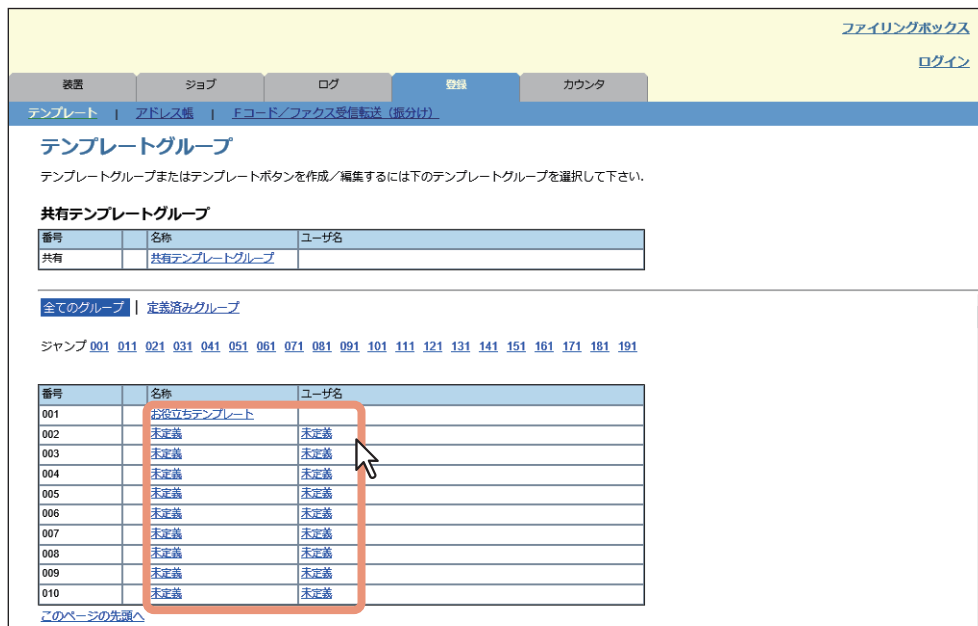 ファイリングボックス
ログイン
装置 ジョブ ログ 登録 カウンタ
テンプレート | アドレス帳 | Fコード/ファクス受信転送（振分け）
テンプレートグループ
テンプレートグループまたはテンプレートボタンを作成/編集するには下のテンプレートグループを選択して下さい.
共有テンプレートグループ
番号 名称 ユーザ名
共有 共有テンプレートグループ
全てのグループ | 定義済みグループ
ジャンプ 001 011 021 031 041 051 061 071 081 091 101 111 121 131 141 151 161 171 181 191
番号 名称 ユーザ名
001 お役立ちテンプレート
002 未定義 未定義
003 未定義 未定義
004 未定義 未定義
005 未定義 未定義
006 未定義 未定義
007 未定義 未定義
008 未定義 未定義
009 未定義 未定義
010 未定義 未定義
このページの先頭へ